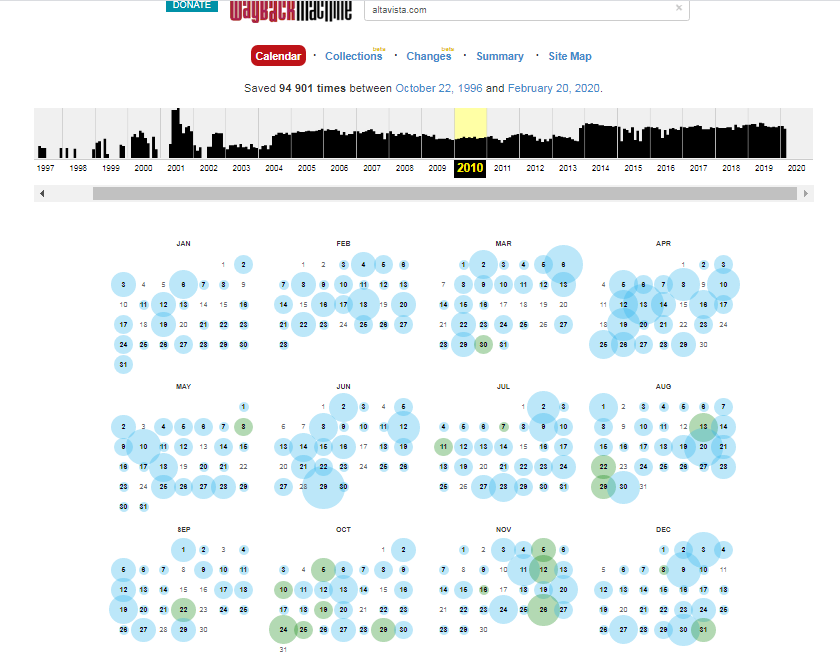 DONATE
WayBackMachine
altavista.com ×
Calendar · Collections beta · Changes beta · Summary · Site Map
Saved 94 901 times between October 22, 1996 and February 20, 2020.
1997 1998 1999 2000 2001 2002 2003 2004 2005 2006 2007 2008 2009 2010 2011 2012 2013 2014 2015 2016 2017 2018 2019 2020
JAN FEB MAR APR
1 2 1 2 3 4 5 6 1 2 3 4 5 6 1 2 3
3 4 5 6 7 8 9 7 8 9 10 11 12 13 7 8 9 10 11 12 13 4 5 6 7 8 9 10
10 11 12 13 14 15 16 14 15 16 17 18 19 20 14 15 16 17 18 19 20 11 12 13 14 15 16 17
17 18 19 20 21 22 23 21 22 23 24 25 26 27 21 22 23 24 25 26 27 18 19 20 21 22 23 24
24 25 26 27 28 29 30 28 28 29 30 31 25 26 27 28 29 30
31
MAY JUN JUL AUG
1 1 2 3 4 5 1 2 3 1 2 3 4 5 6 7
2 3 4 5 6 7 8 6 7 8 9 10 11 12 4 5 6 7 8 9 10 8 9 10 11 12 13 14
9 10 11 12 13 14 15 13 14 15 16 17 18 19 11 12 13 14 15 16 17 15 16 17 18 19 20 21
16 17 18 19 20 21 22 20 21 22 23 24 25 26 18 19 20 21 22 23 24 22 23 24 25 26 27 28
23 24 25 26 27 28 29 27 28 29 30 25 26 27 28 29 30 31 29 30 31
30 31
SEP OCT NOV DEC
1 2 3 4 1 2 1 2 3 4 5 6 1 2 3 4
5 6 7 8 9 10 11 3 4 5 6 7 8 9 7 8 9 10 11 12 13 5 6 7 8 9 10 11
12 13 14 15 16 17 18 10 11 12 13 14 15 16 14 15 16 17 18 19 20 12 13 14 15 16 17 18
19 20 21 22 23 24 25 17 18 19 20 21 22 23 21 22 23 24 25 26 27 19 20 21 22 23 24 25
26 27 28 29 30 24 25 26 27 28 29 30 28 29 30 26 27 28 29 30 31
31